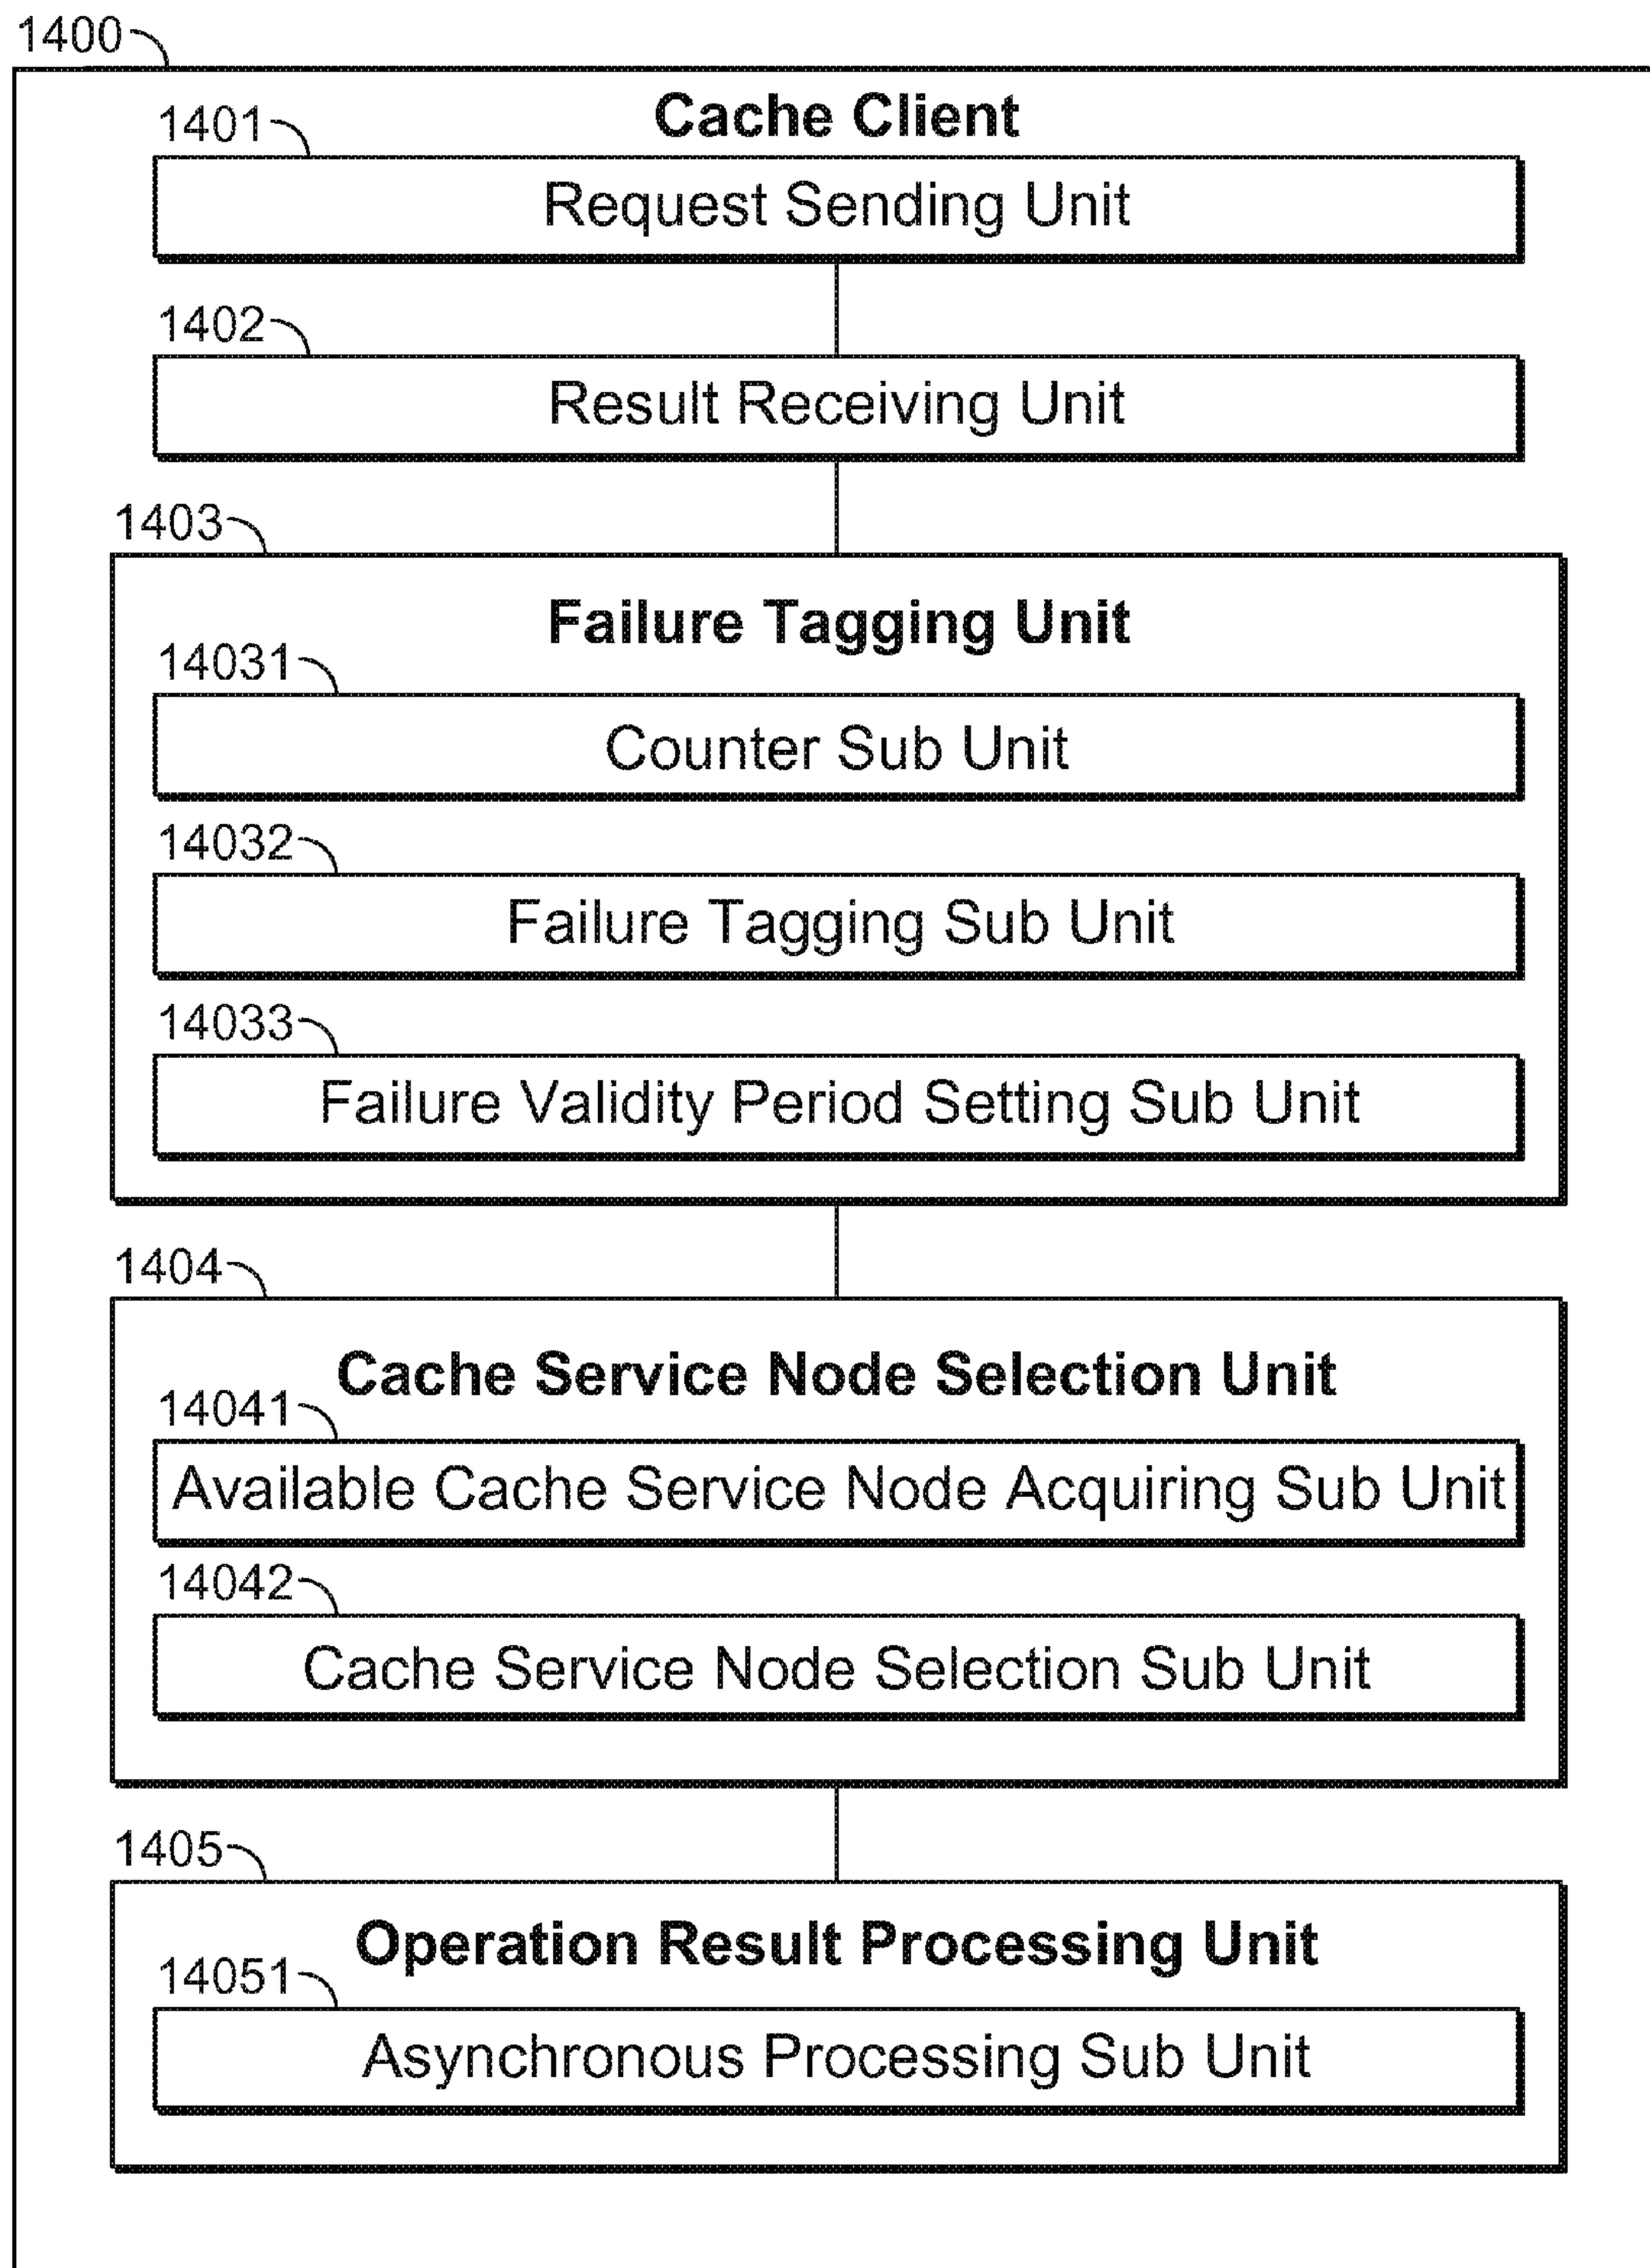 1400
Cache Client
1401
Request Sending Unit
1402
Result Receiving Unit
1403
Failure Tagging Unit
14031
Counter Sub Unit
14032
Failure Tagging Sub Unit
14033
Failure Validity Period Setting Sub Unit
1404
Cache Service Node Selection Unit
14041
Available Cache Service Node Acquiring Sub Unit
14042
Cache Service Node Selection Sub Unit
1405
Operation Result Processing Unit
14051
Asynchronous Processing Sub Unit